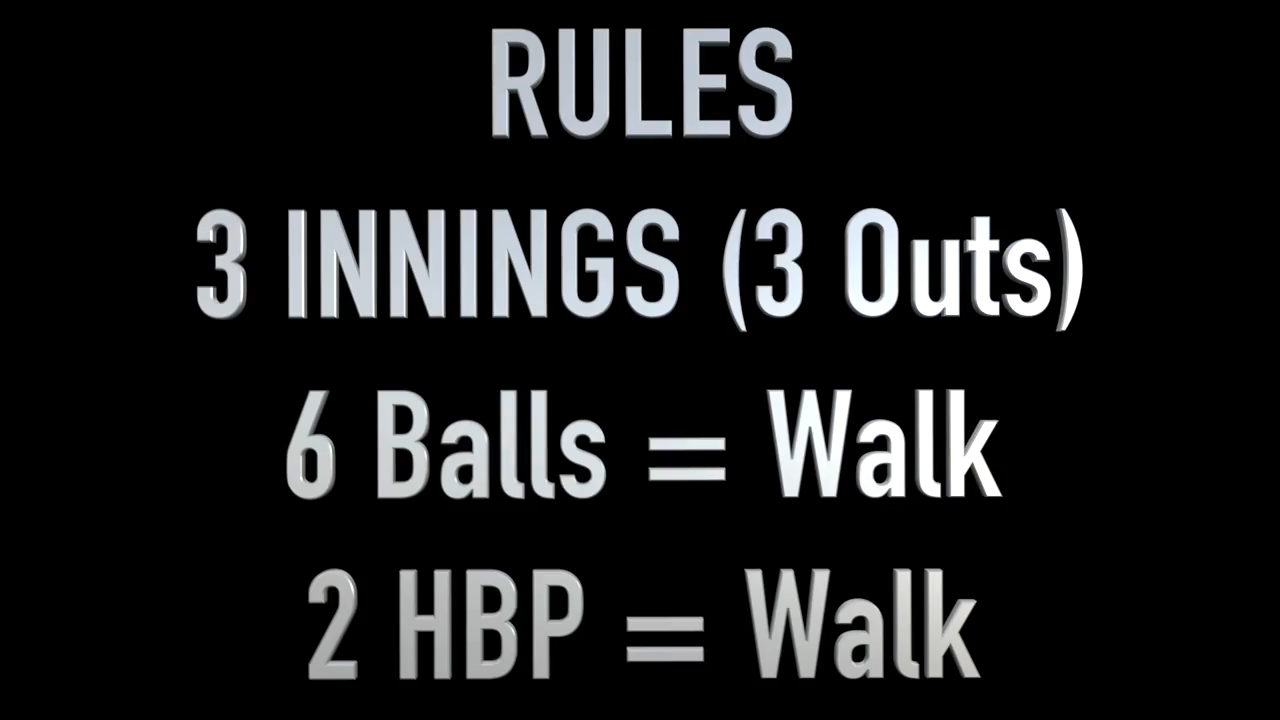 RULES
3 INNINGS (3 Outs)
6 Balls = Walk
2 HBP = Walk